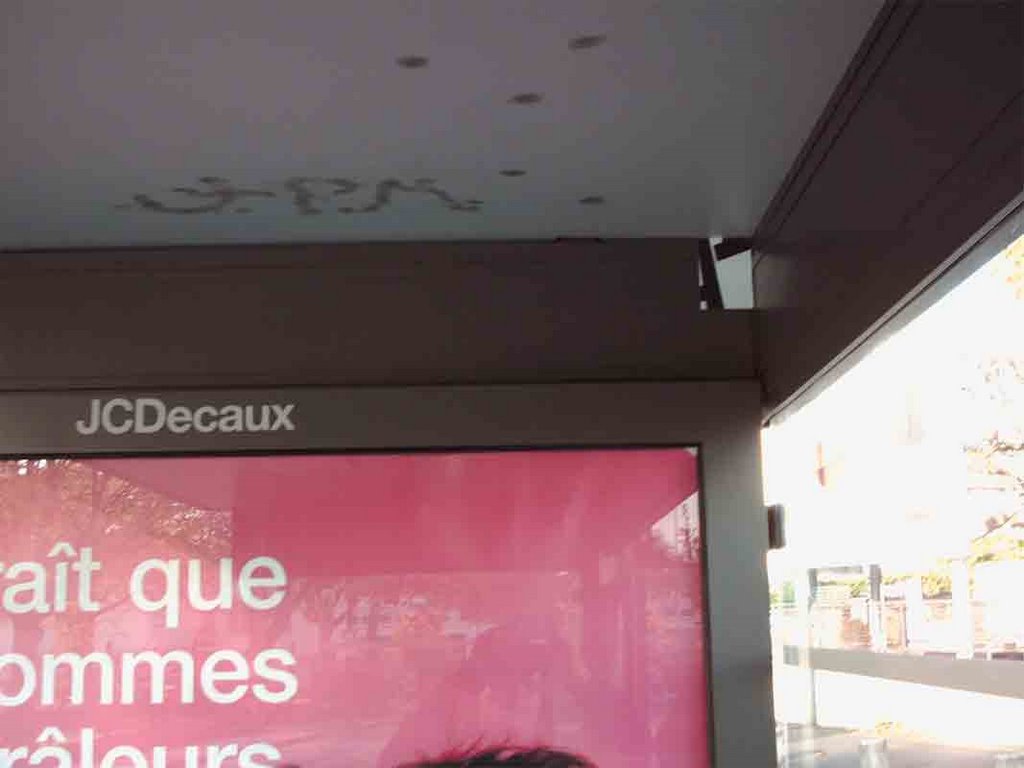 JCDecaux
aît que
ommes
râleurs